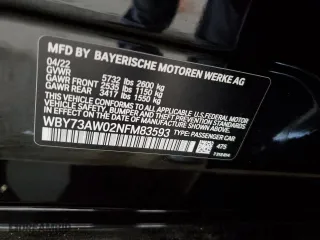 MFD BY BAYERISCHE MOTOREN WERKE AG
04/22
GVWR 5732 lbs 2600 kg
GAWR FRONT 2535 lbs 1150 kg
GAWR REAR 3417 lbs 1550 kg
THIS VEHICLE CONFORMS TO ALL APPLICABLE
FEDERAL MOTOR VEHICLE SAFETY, BUMPER
AND THEFT PREVENTION STANDARDS IN EFFECT
ON THE DATE OF MANUFACTURE SHOWN ABOVE.
WBY73AW02NFM83593 TYPE: PASSENGER CAR
475